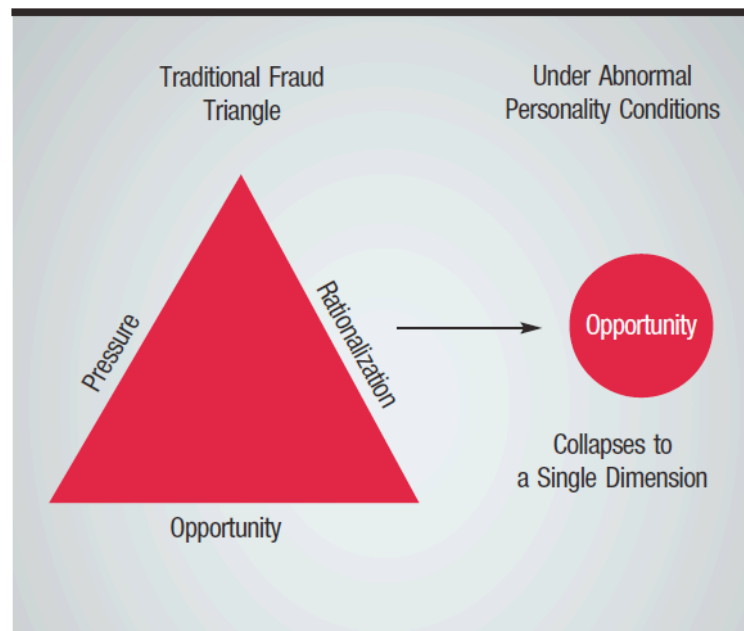 Traditional Fraud
Triangle
Under Abnormal
Personality Conditions
Pressure
Rationalization
Opportunity
Opportunity
Collapses to
a Single Dimension